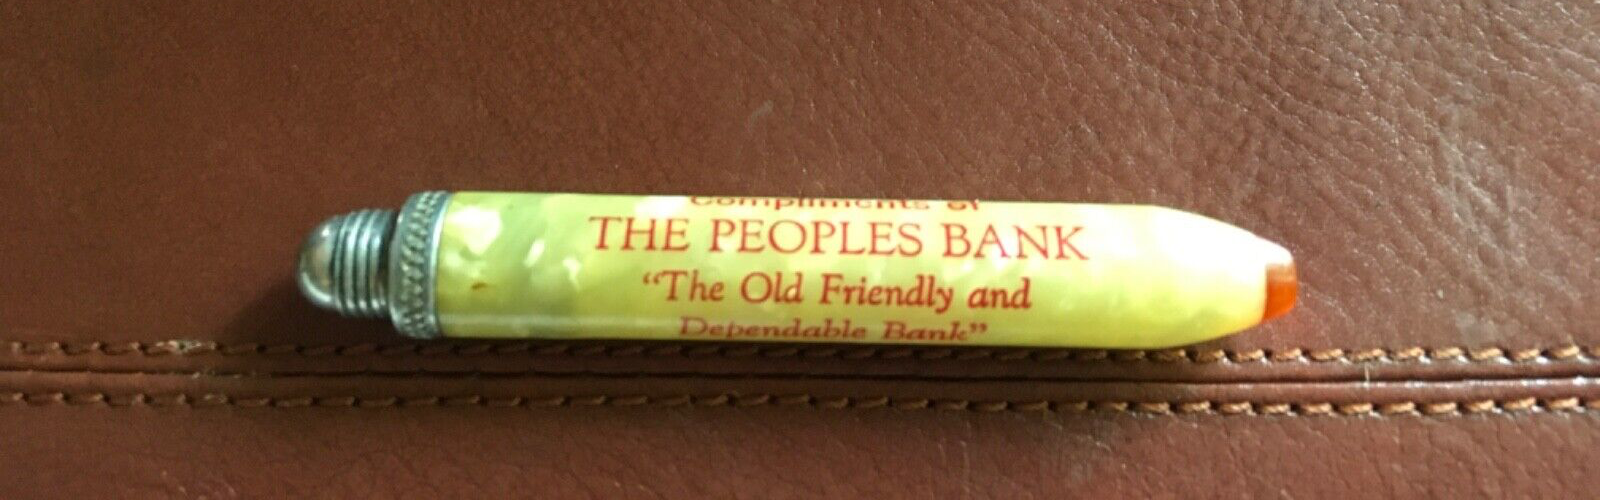 Compliments of
THE PEOPLES BANK
"The Old Friendly and
Dependable Bank"